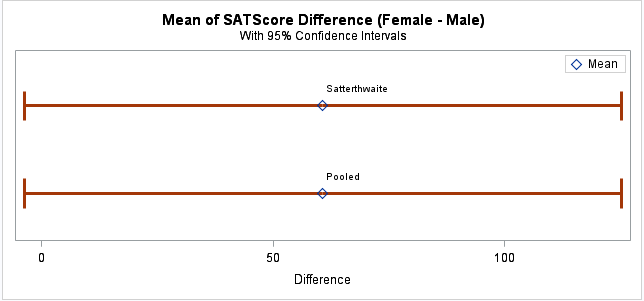 Mean of SATScore Difference (Female - Male)
With 95% Confidence Intervals
Mean
Satterthwaite
Pooled
0 50 100
Difference